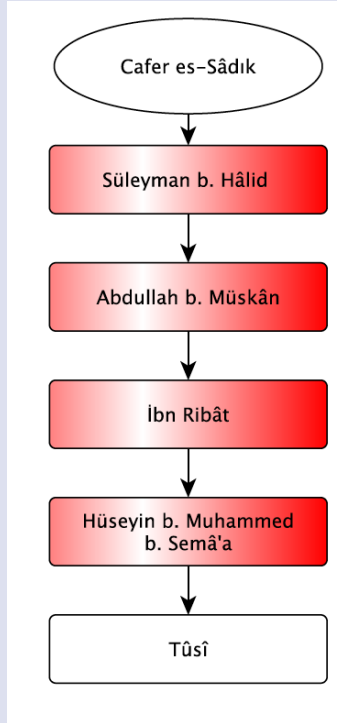 Cafer es-Sâdık
Süleyman b. Hâlid
Abdullah b. Müskân
İbn Ribât
Hüseyin b. Muhammed
b. Semâ'a
Tûsî